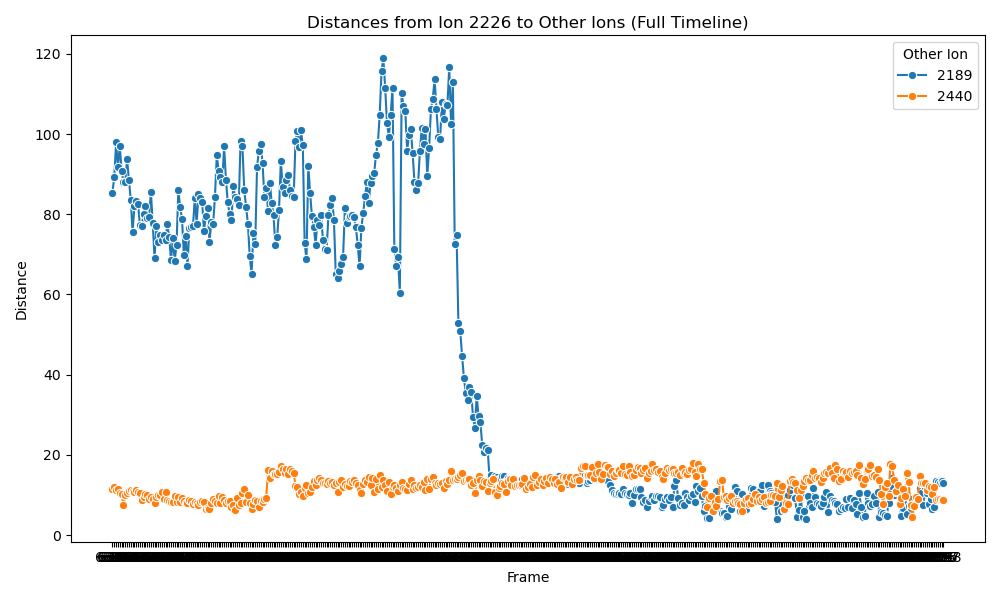 Distances from Ion 2226 to Other Ions (Full Timeline)
Other Ion
2189
2440
120
100
80
60
40
20
0
Distance
Frame